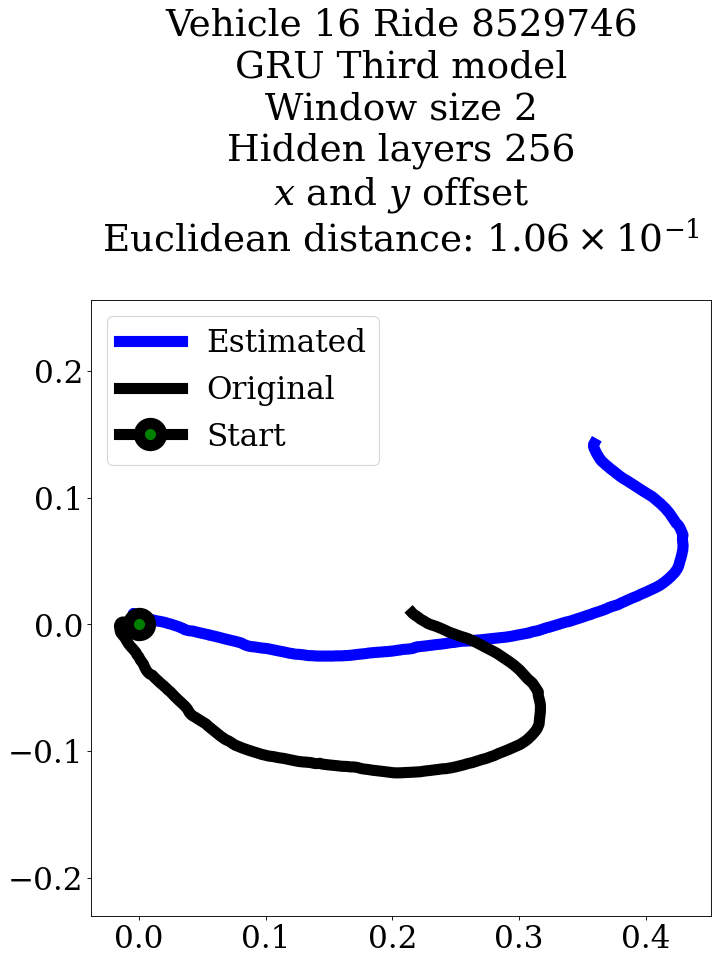 Vehicle 16 Ride 8529746
GRU Third model
Window size 2
Hidden layers 256
x and y offset
Euclidean distance: 1.06 × 10⁻¹
Estimated
Original
Start
0.2
0.1
0.0
−0.1
−0.2
0.0 0.1 0.2 0.3 0.4